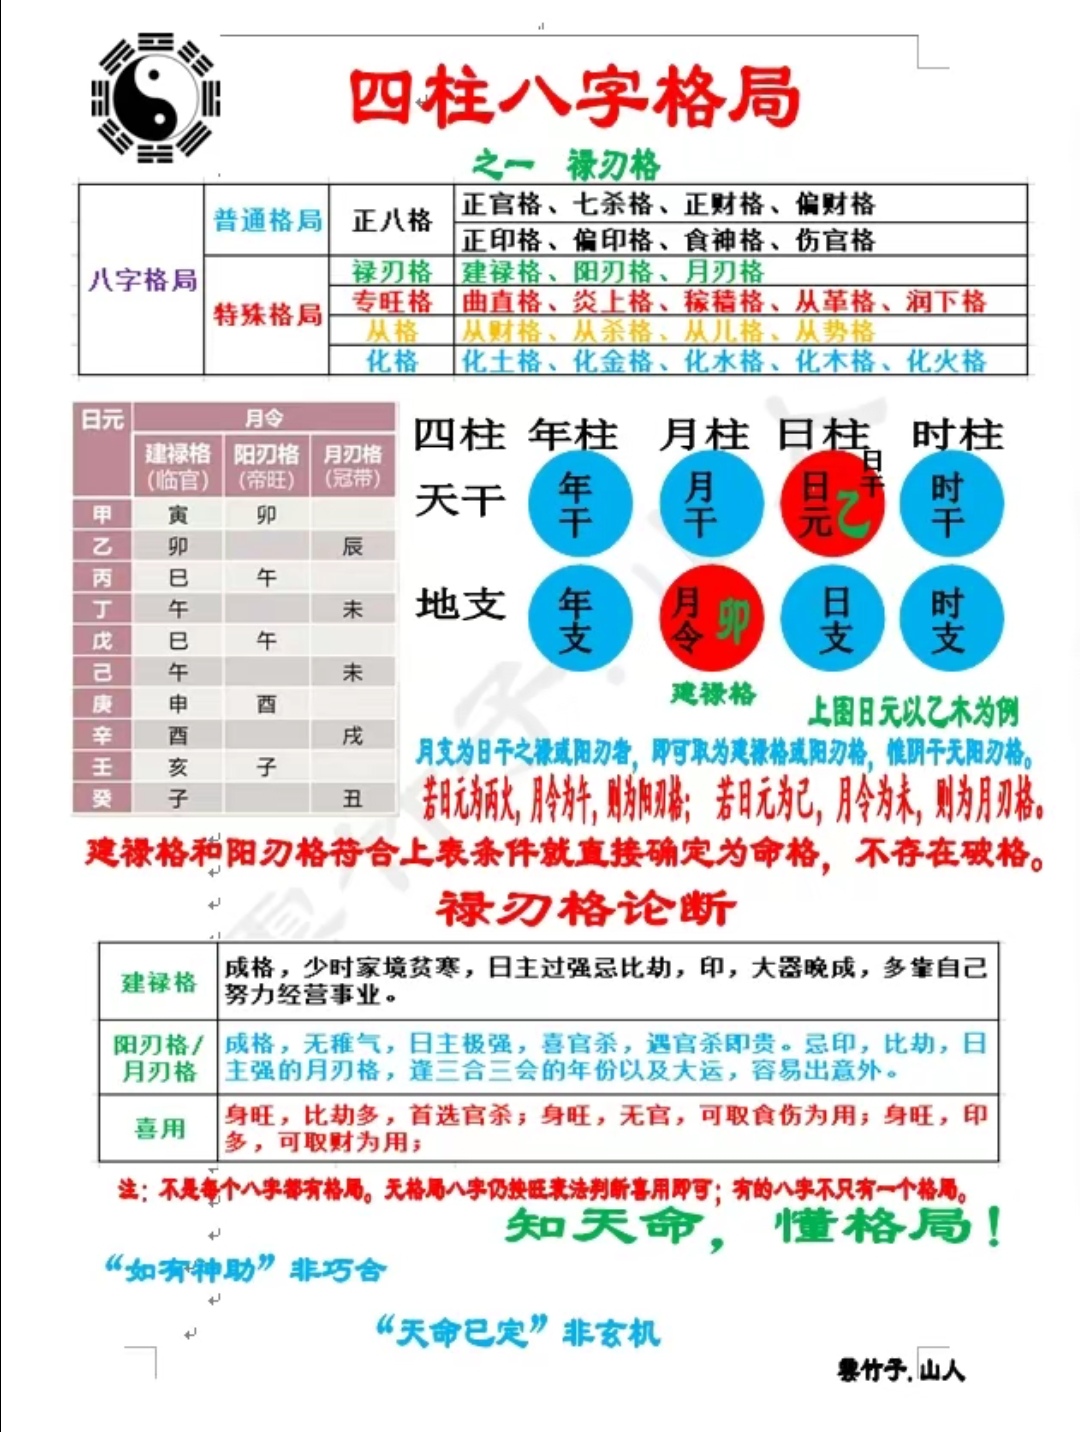 四柱八字格局
之一 禄刃格
八字格局
普通格局
正八格
正官格、七杀格、正财格、偏财格
正印格、偏印格、食神格、伤官格
特殊格局
禄刃格
建禄格、阳刃格、月刃格
专旺格
曲直格、炎上格、稼穑格、从革格、润下格
从格
从财格、从杀格、从儿格、从势格
化格
化土格、化金格、化水格、化木格、化火格
日元 月令
建禄格 阳刃格 月刃格
(临官) (帝旺) (冠带)
甲 寅 卯
乙 卯 辰
丙 巳 午
丁 午 未
戊 巳 午
己 午 未
庚 申 酉
辛 酉 戌
壬 亥 子
癸 子 丑
四柱 年柱 月柱 日柱 时柱
天干 年干 月干 日元 乙 日干 时干
地支 年支 月令 卯 日支 时支
建禄格
上图日元以乙木为例
月支为日干之禄或阳刃者，即可取为建禄格或阳刃格，惟阴干无阳刃格。
若日元为丙火，月令为午，则为阳刃格；若日元为己，月令为未，则为月刃格。
建禄格和阳刃格符合上表条件就直接确定为命格，不存在破格。
禄刃格论断
建禄格
成格，少时家境贫寒，日主过强忌比劫，印，大器晚成，多靠自己
努力经营事业。
阳刃格/
月刃格
成格，无稚气，日主极强，喜官杀，遇官杀即贵。忌印，比劫，日
主强的月刃格，逢三合三会的年份以及大运，容易出意外。
喜用
身旺，比劫多，首选官杀；身旺，无官，可取食伤为用；身旺，印
多，可取财为用；
注：不是每个八字都有格局。无格局八字仍按旺衰法判断喜用即可；有的八字不只有一个格局。
知天命，懂格局！
“如有神助”非巧合
“天命已定”非玄机
雲竹子.山人